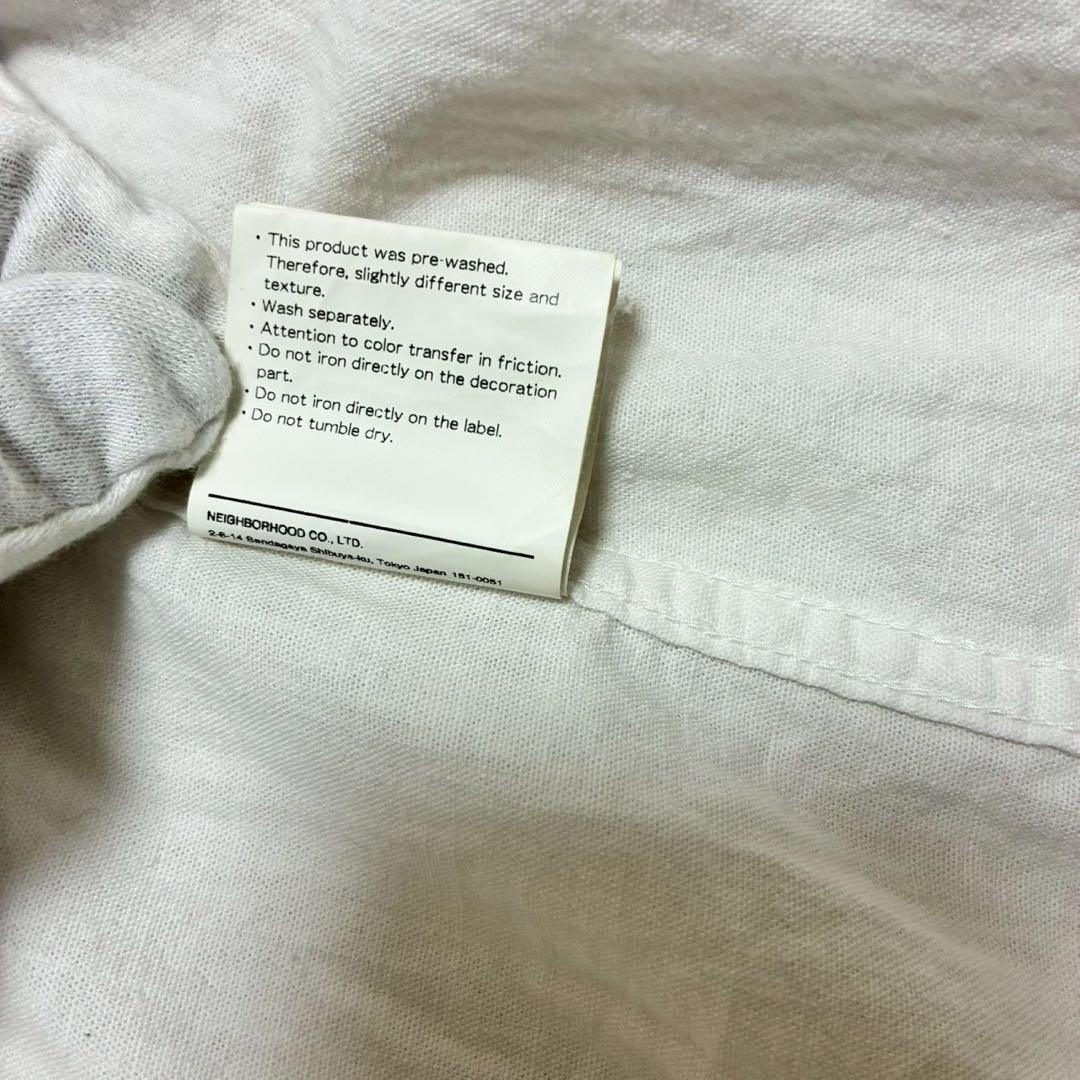 · This product was pre-washed.
Therefore, slightly different size and
texture.
· Wash separately.
· Attention to color transfer in friction.
· Do not iron directly on the decoration
part.
· Do not iron directly on the label.
· Do not tumble dry.
NEIGHBORHOOD CO., LTD.
2-6-14 Sendagaya Shibuya-ku, Tokyo Japan 151-0051